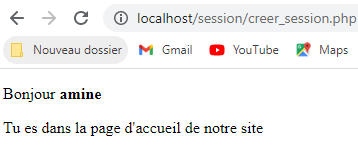 localhost/session/creer_session.php
Nouveau dossier Gmail YouTube Maps
Bonjour amine
Tu es dans la page d'accueil de notre site